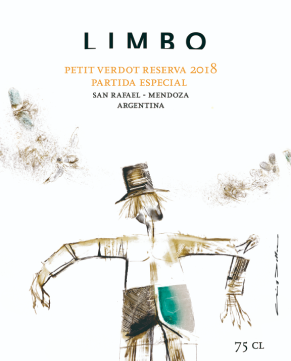 LIMBO
PETIT VERDOT RESERVA 2018
PARTIDA ESPECIAL
SAN RAFAEL - MENDOZA
ARGENTINA
75 CL